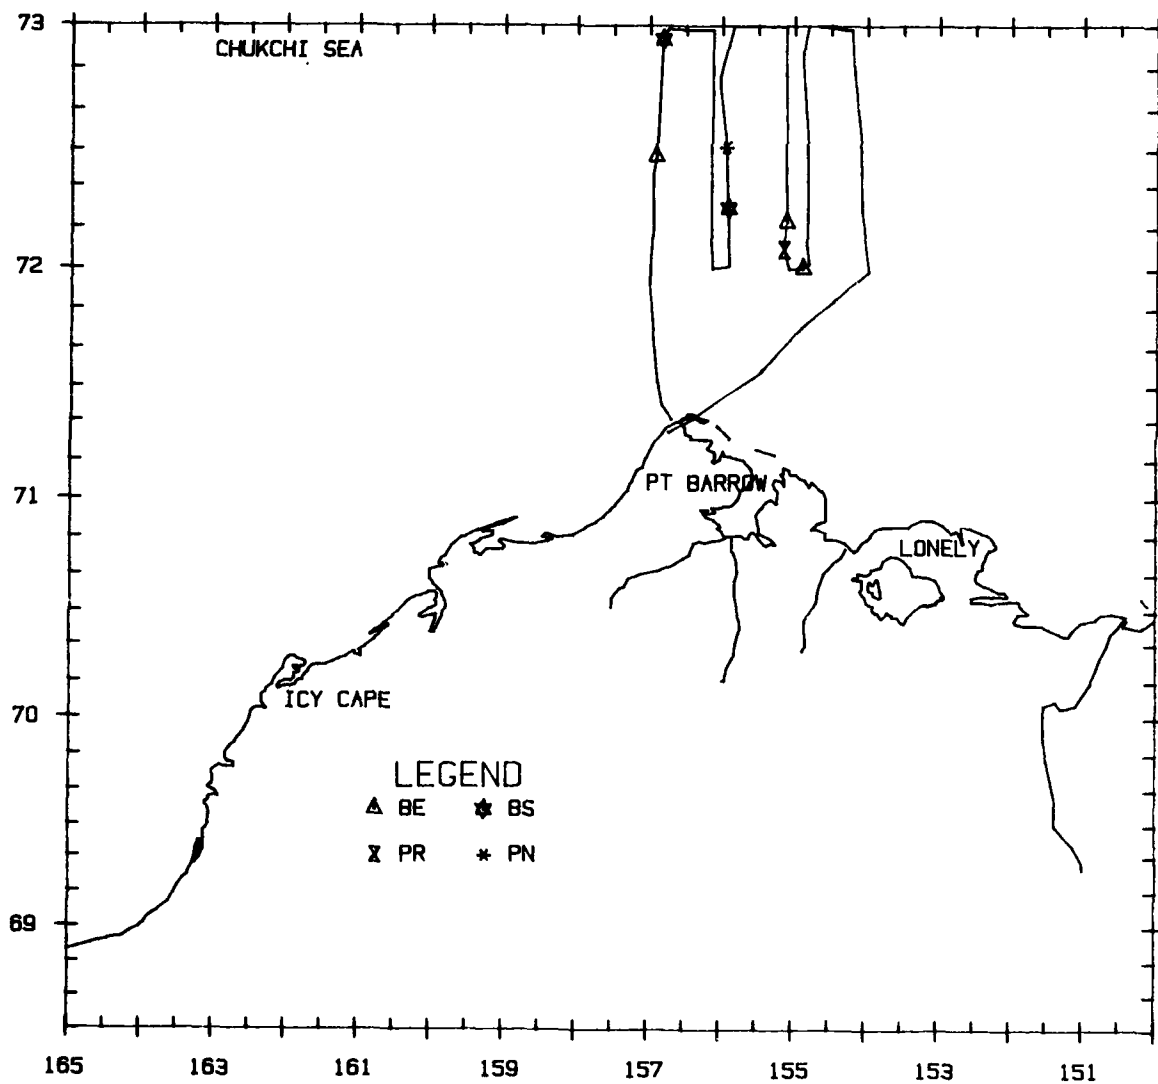 73
CHUKCHI SEA
72
71
PT BARROW
LONELY
70
ICY CAPE
LEGEND
BE BS
PR PN
69
165 163 161 159 157 155 153 151